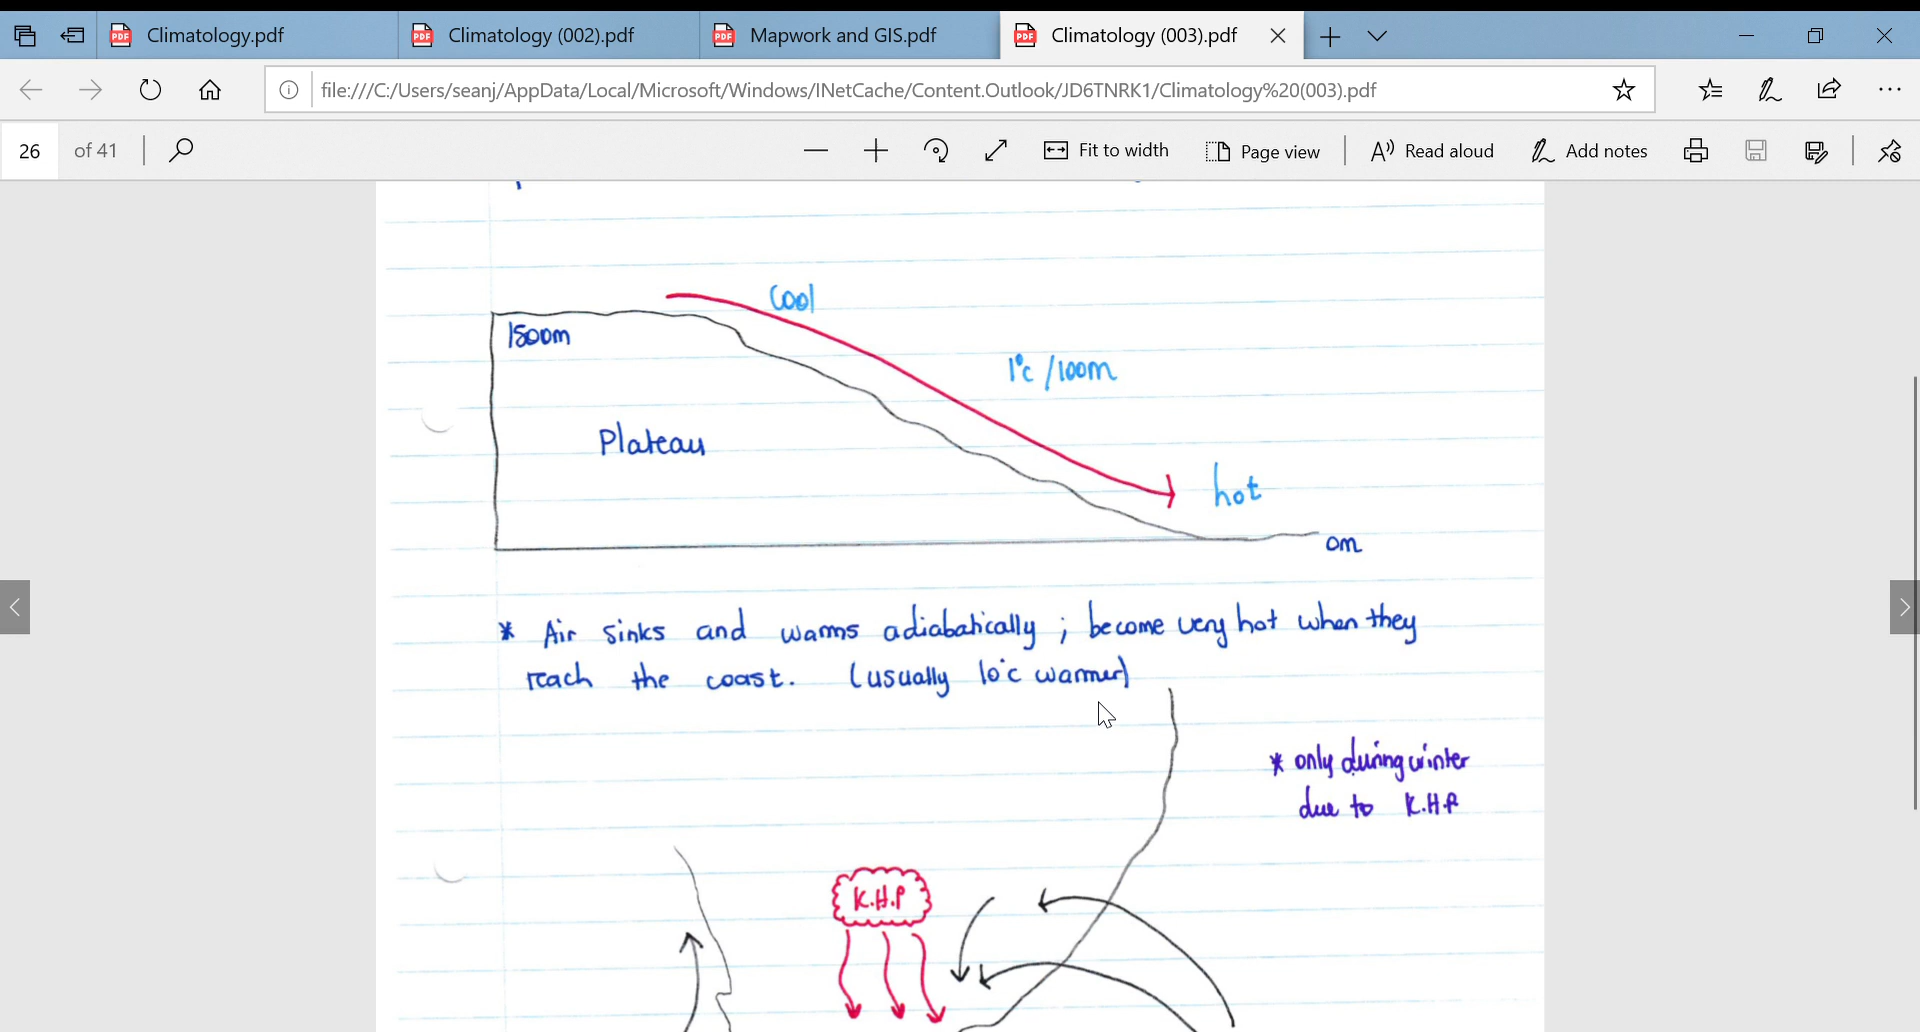 Climatology.pdf
Climatology (002).pdf
Mapwork and GIS.pdf
Climatology (003).pdf
file:///C:/Users/seanj/AppData/Local/Microsoft/Windows/INetCache/Content.Outlook/JD6TNRK1/Climatology%20(003).pdf
26 of 41
Fit to width
Page view
Read aloud
Add notes
Cool
1500m
1°c /100m
Plateau
hot
0m
* Air sinks and warms adiabatically ; become very hot when they
reach the coast. (usually 10°c warmer)
* only during winter
due to K.H.P
K.H.P